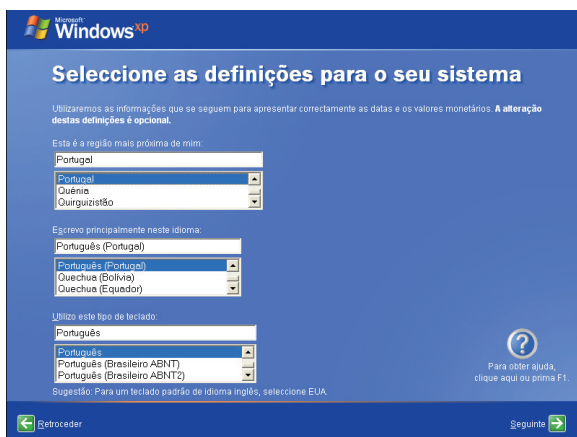 Microsoft
Windows xp
Seleccione as definições para o seu sistema
Utilizaremos as informações que se seguem para apresentar correctamente as datas e os valores monetários. A alteração
destas definições é opcional.
Esta é a região mais próxima de mim:
Portugal
Portugal
Quénia
Quirguizistão
Escrevo principalmente neste idioma:
Português (Portugal)
Português (Portugal)
Quechua (Bolívia)
Quechua (Equador)
Utilizo este tipo de teclado:
Português
Português
Português (Brasileiro ABNT)
Português (Brasileiro ABNT2)
Sugestão: Para um teclado padrão de idioma inglês, seleccione EUA.
Para obter ajuda,
clique aqui ou prima F1.
Retroceder
Seguinte